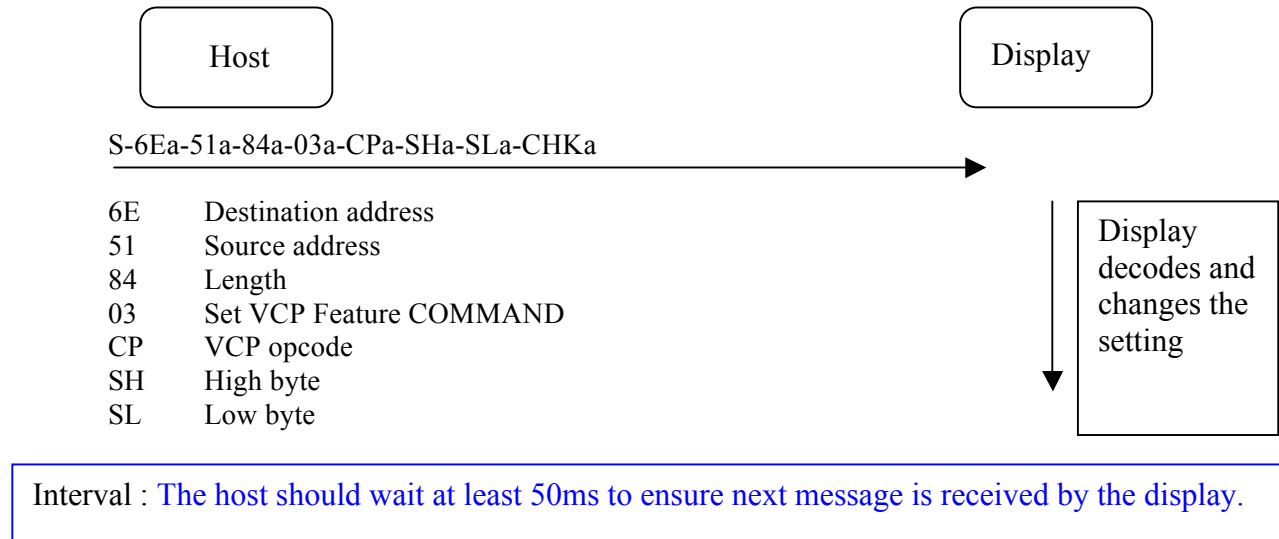 Host
Display
S-6Ea-51a-84a-03a-CPa-SHa-SLa-CHKa
6E Destination address
51 Source address
84 Length
03 Set VCP Feature COMMAND
CP VCP opcode
SH High byte
SL Low byte
Display
decodes and
changes the
setting
Interval : The host should wait at least 50ms to ensure next message is received by the display.